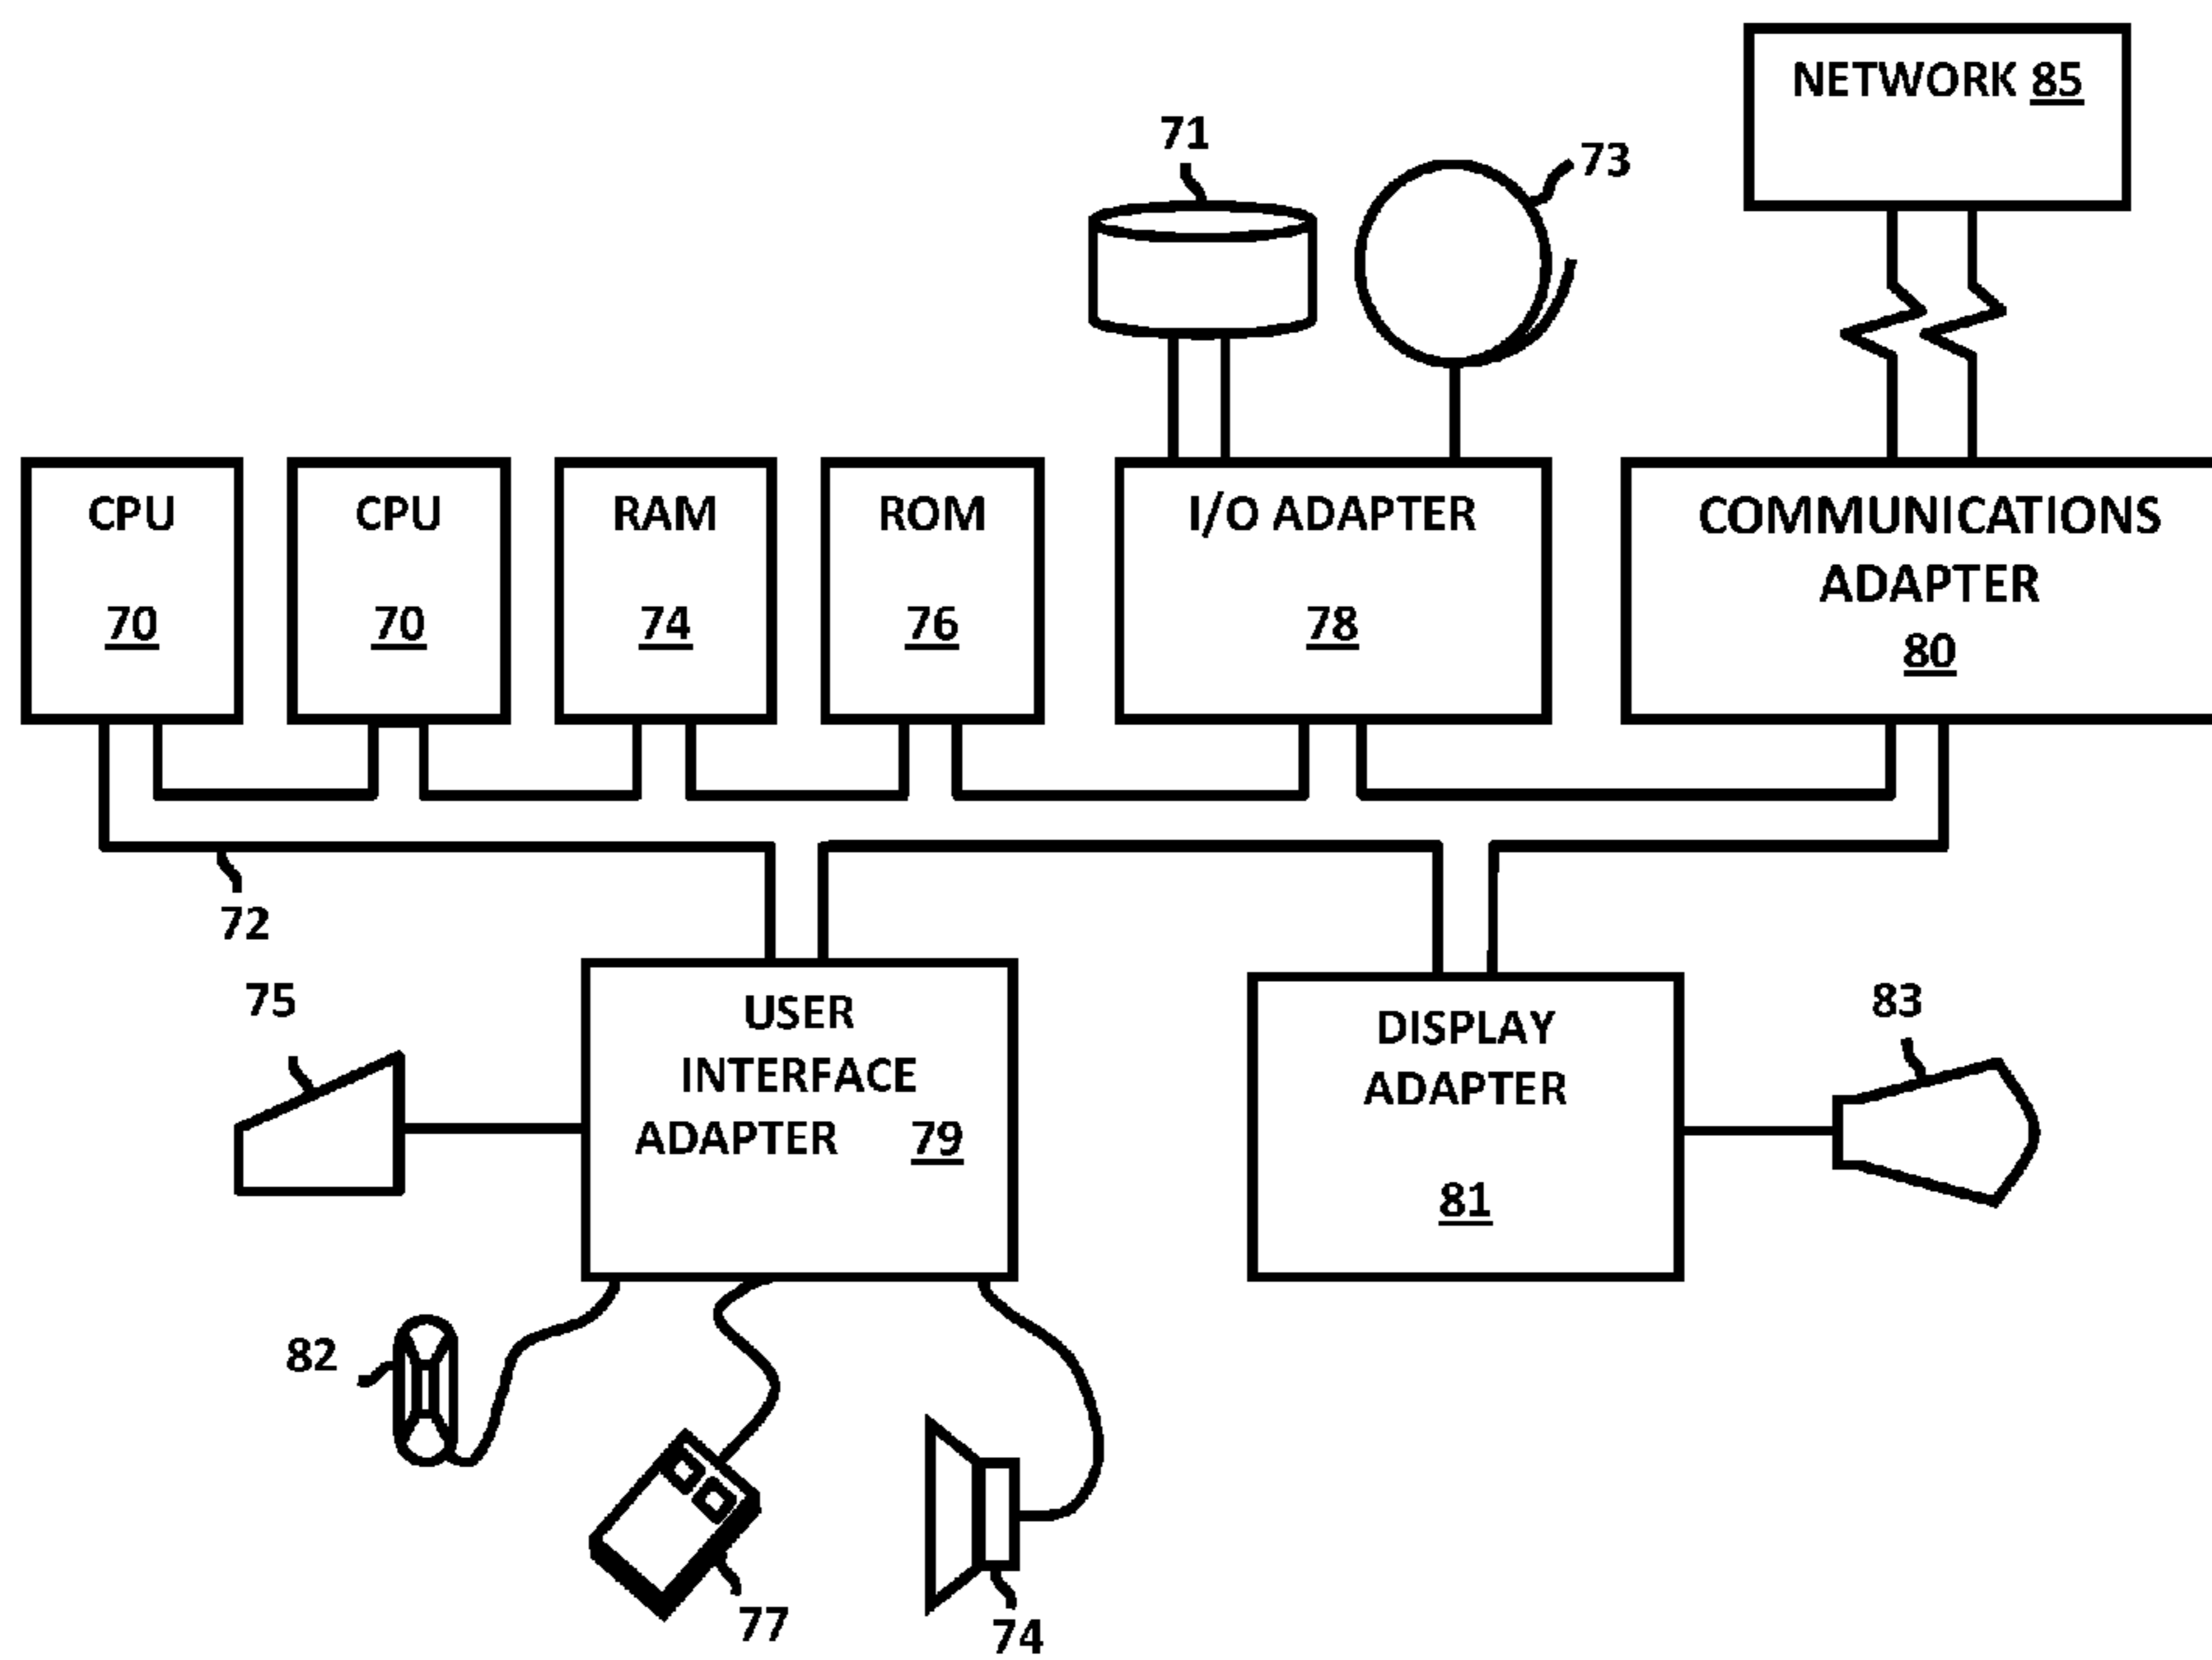 NETWORK 85
71
73
CPU
70
CPU
70
RAM
74
ROM
76
I/O ADAPTER
78
COMMUNICATIONS
ADAPTER
80
72
75
USER
INTERFACE
ADAPTER 79
DISPLAY
ADAPTER
81
83
82
77
74